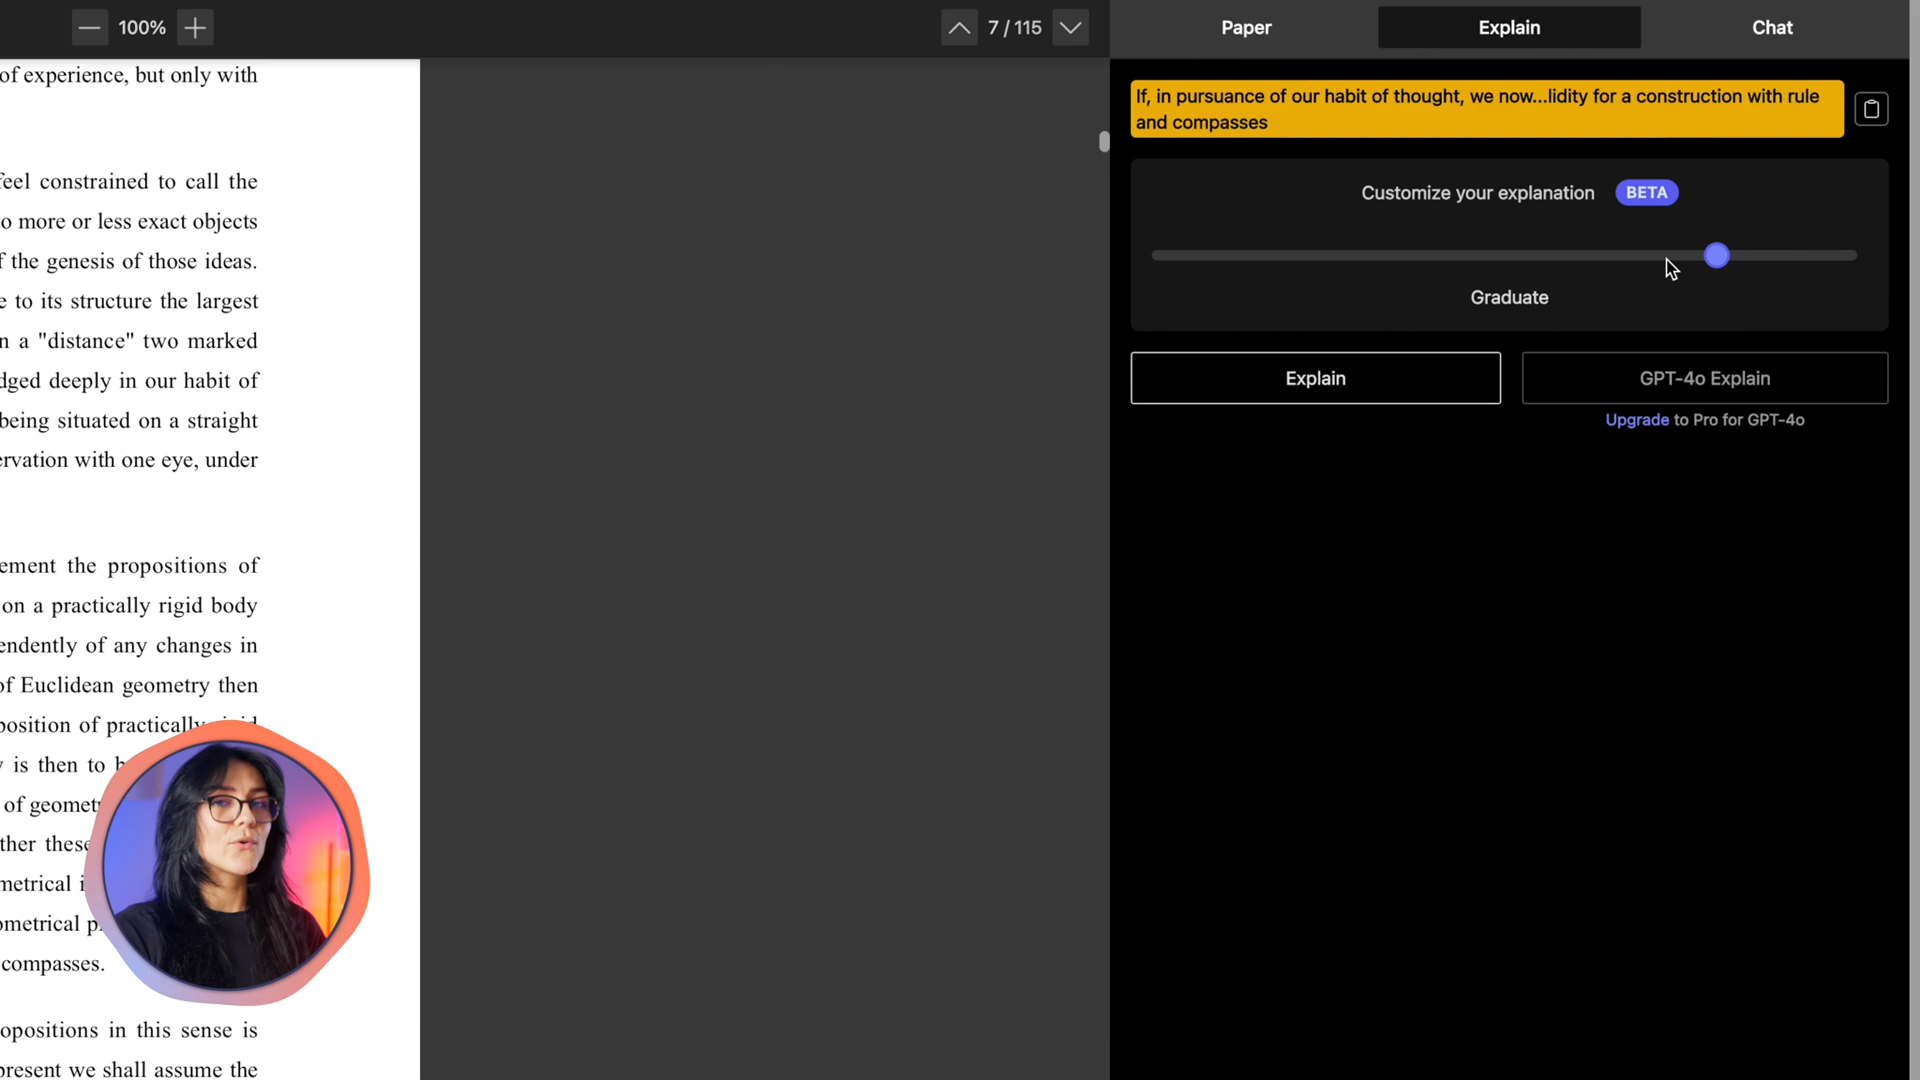 100%
7 / 115
Paper
Explain
Chat
of experience, but only with
feel constrained to call the
to more or less exact objects
f the genesis of those ideas.
e to its structure the largest
n a "distance" two marked
dged deeply in our habit of
being situated on a straight
ervation with one eye, under
ement the propositions of
on a practically rigid body
endently of any changes in
of Euclidean geometry then
position of practically
y is then to
of geomet
ther these
metrical i
ometrical p
compasses.
opositions in this sense is
present we shall assume the
If, in pursuance of our habit of thought, we now...lidity for a construction with rule
and compasses
Customize your explanation
BETA
Graduate
Explain
GPT-4o Explain
Upgrade to Pro for GPT-4o